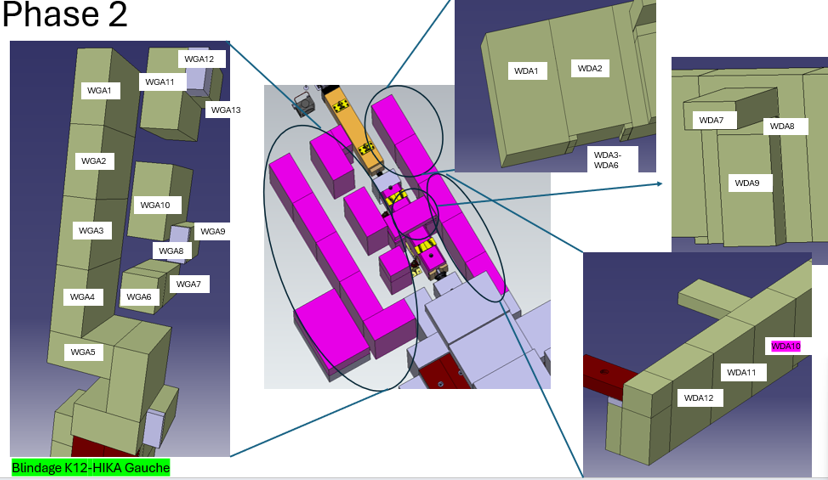 Phase 2
WGA12
WGA11
WGA1
WGA13
WGA2
WGA10
WGA3
WGA9
WGA8
WGA7
WGA4
WGA6
WGA5
Blindage K12-HIKA Gauche
WDA1
WDA2
WDA3-
WDA6
WDA7
WDA8
WDA9
WDA10
WDA11
WDA12